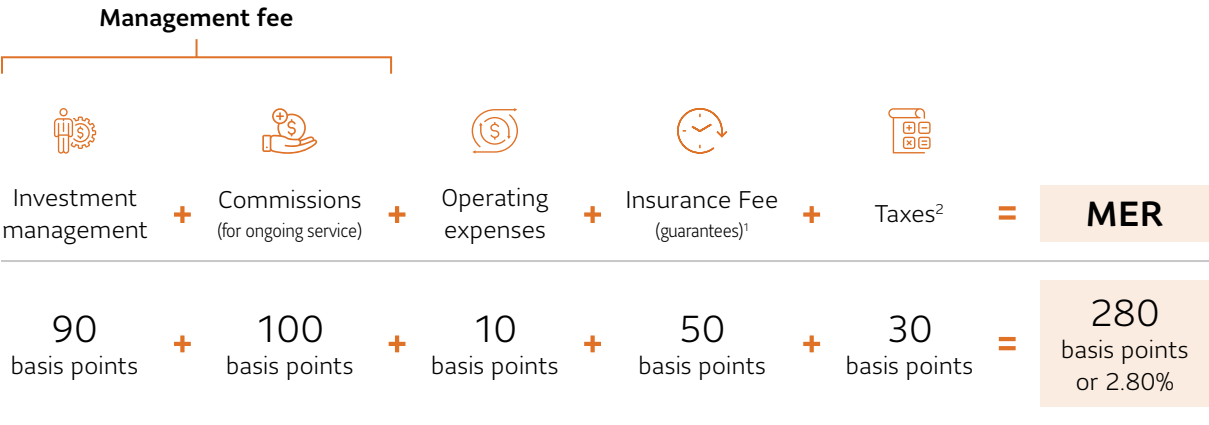 Management fee
Investment
management
+
Commissions
(for ongoing service)
+
Operating
expenses
+
Insurance Fee
(guarantees)1
+
Taxes2
=
MER
90
basis points
+
100
basis points
+
10
basis points
+
50
basis points
+
30
basis points
=
280
basis points
or 2.80%